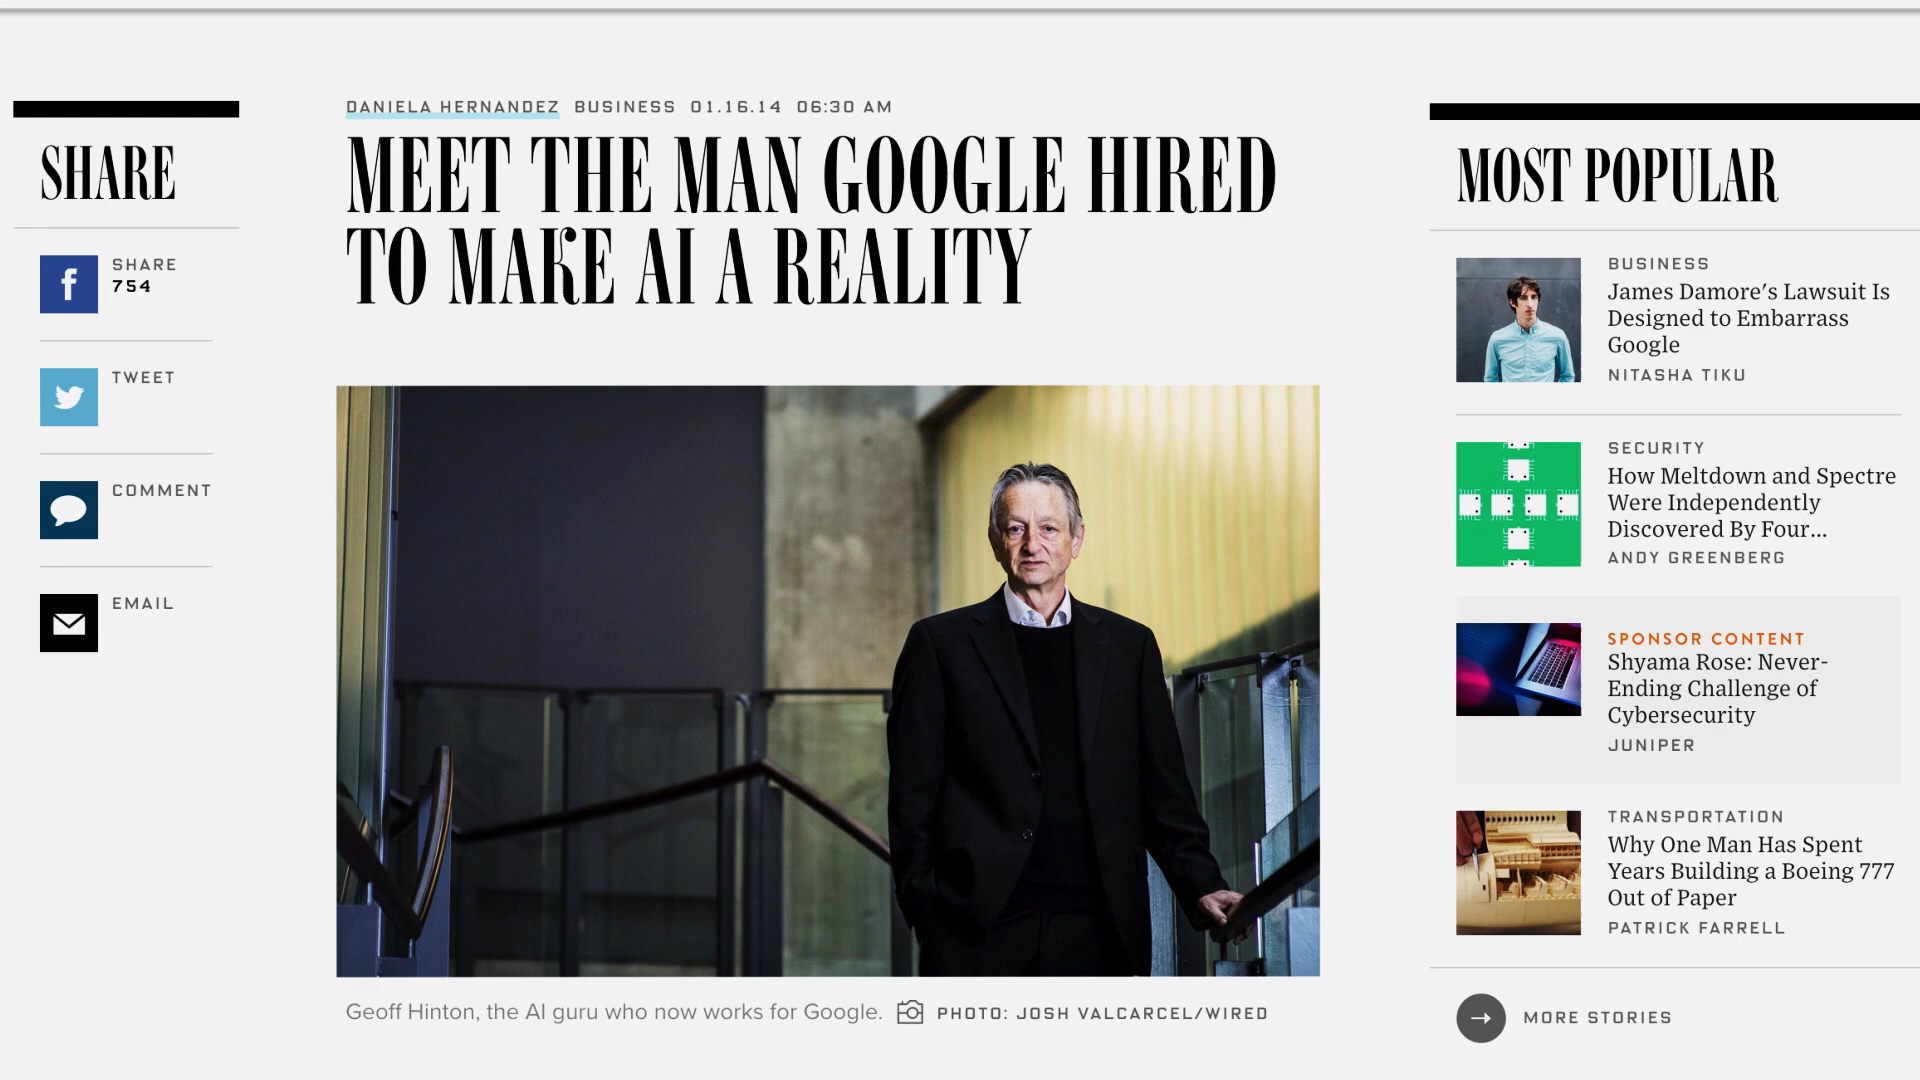 SHARE
SHARE
754
TWEET
COMMENT
EMAIL
DANIELA HERNANDEZ BUSINESS 01.16.14 06:30 AM
MEET THE MAN GOOGLE HIRED
TO MAKE AI A REALITY
Geoff Hinton, the AI guru who now works for Google. PHOTO: JOSH VALCARCEL/WIRED
MOST POPULAR
BUSINESS
James Damore's Lawsuit Is
Designed to Embarrass
Google
NITASHA TIKU
SECURITY
How Meltdown and Spectre
Were Independently
Discovered By Four...
ANDY GREENBERG
SPONSOR CONTENT
Shyama Rose: Never-
Ending Challenge of
Cybersecurity
JUNIPER
TRANSPORTATION
Why One Man Has Spent
Years Building a Boeing 777
Out of Paper
PATRICK FARRELL
MORE STORIES